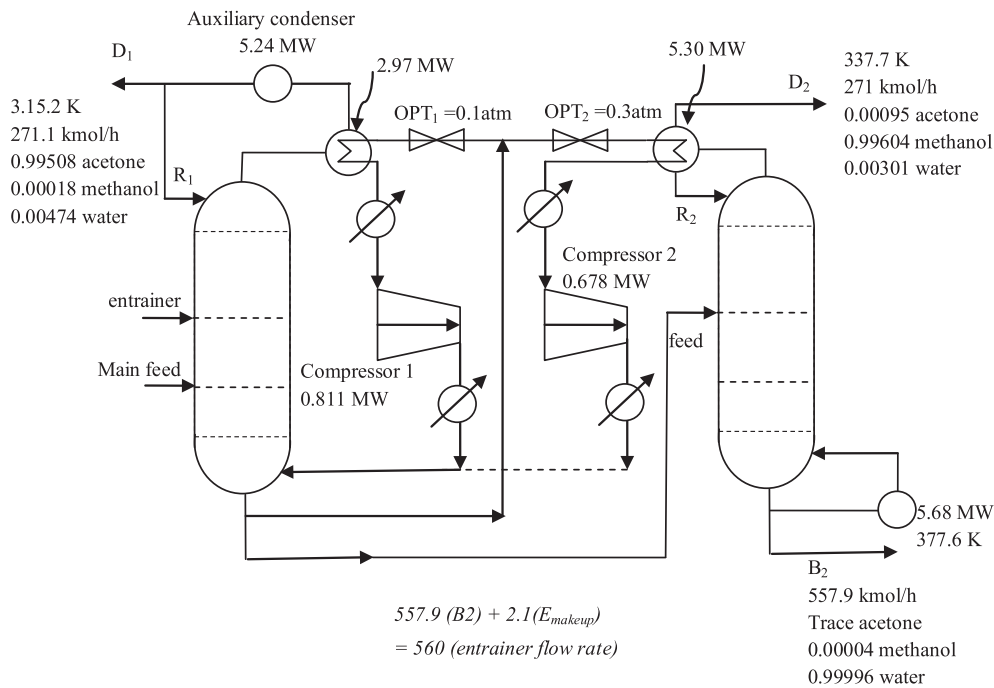 Auxiliary condenser
5.24 MW
D1
2.97 MW
5.30 MW
337.7 K
271 kmol/h
0.00095 acetone
0.99604 methanol
0.00301 water
D2
3.15.2 K
271.1 kmol/h
0.99508 acetone
0.00018 methanol
0.00474 water
OPT1 =0.1atm
OPT2 =0.3atm
R1
R2
Compressor 2
0.678 MW
entrainer
Main feed
feed
Compressor 1
0.811 MW
5.68 MW
377.6 K
B2
557.9 kmol/h
Trace acetone
0.00004 methanol
0.99996 water
557.9 (B2) + 2.1(Emakeup)
= 560 (entrainer flow rate)